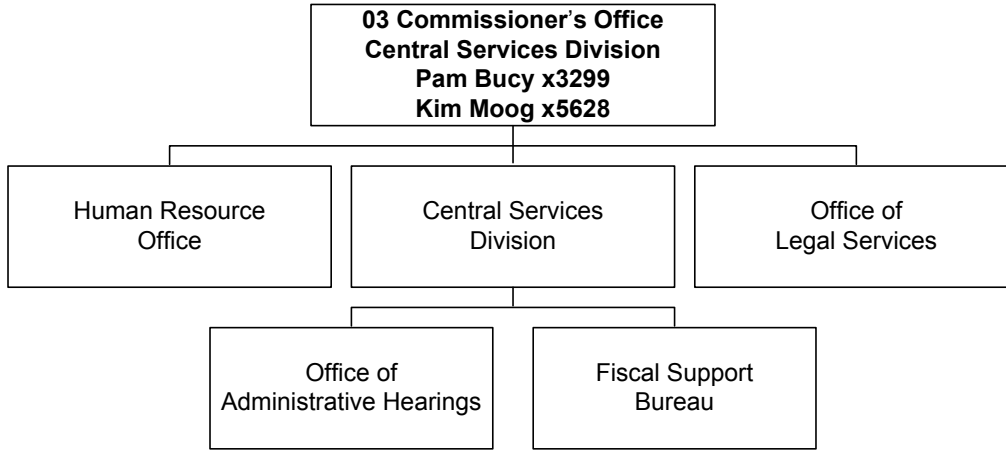 03 Commissioner’s Office
Central Services Division
Pam Bucy x3299
Kim Moog x5628
Human Resource
Office
Central Services
Division
Office of
Legal Services
Office of
Administrative Hearings
Fiscal Support
Bureau